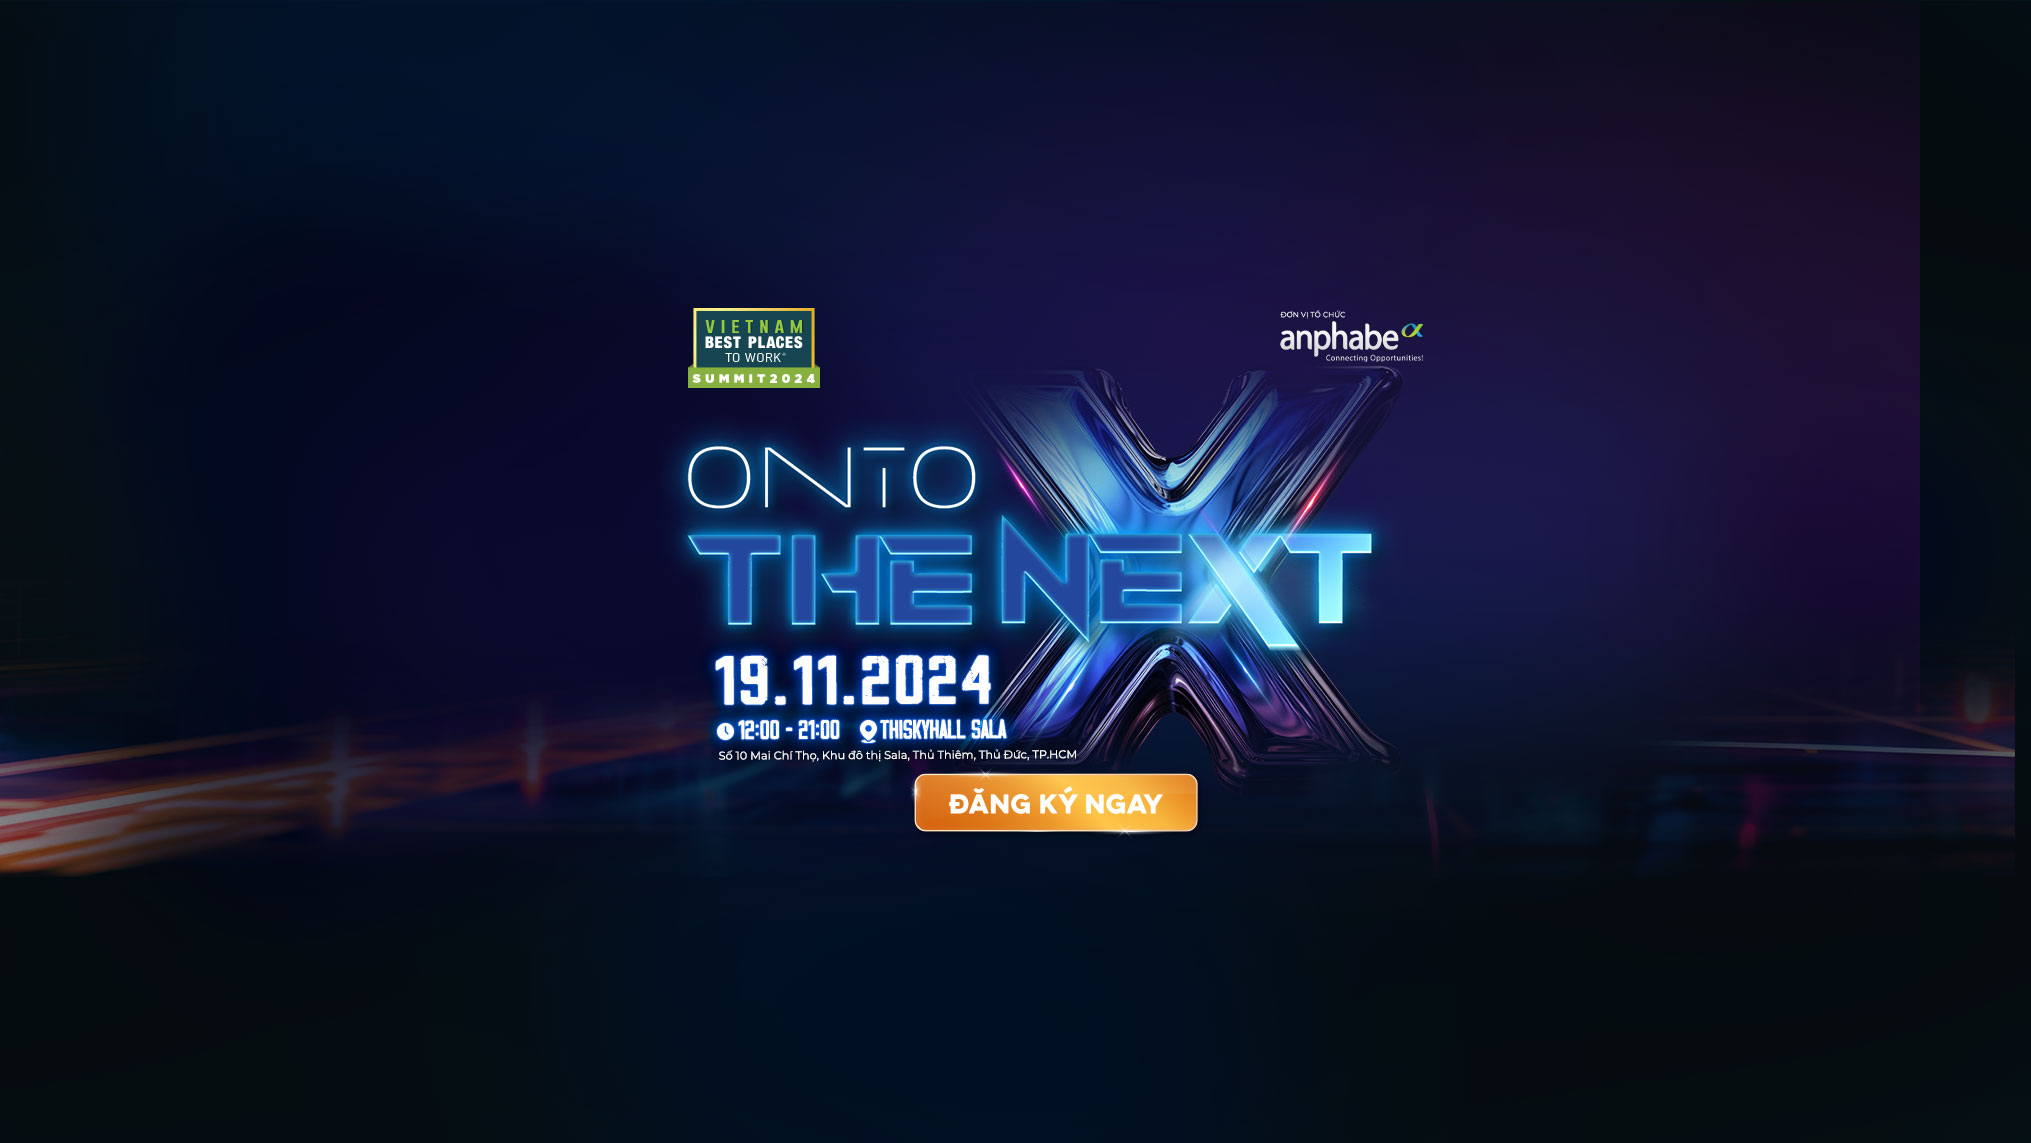 VIETNAM
BEST PLACES
TO WORK®
SUMMIT2024
ĐƠN VỊ TỔ CHỨC
anphabe
Connecting Opportunities!
ONTO
THE NEXT
19.11.2024
12:00 - 21:00 THISKYHALL SALA
Số 10 Mai Chí Thọ, Khu đô thị Sala, Thủ Thiêm, Thủ Đức, TP.HCM
ĐĂNG KÝ NGAY